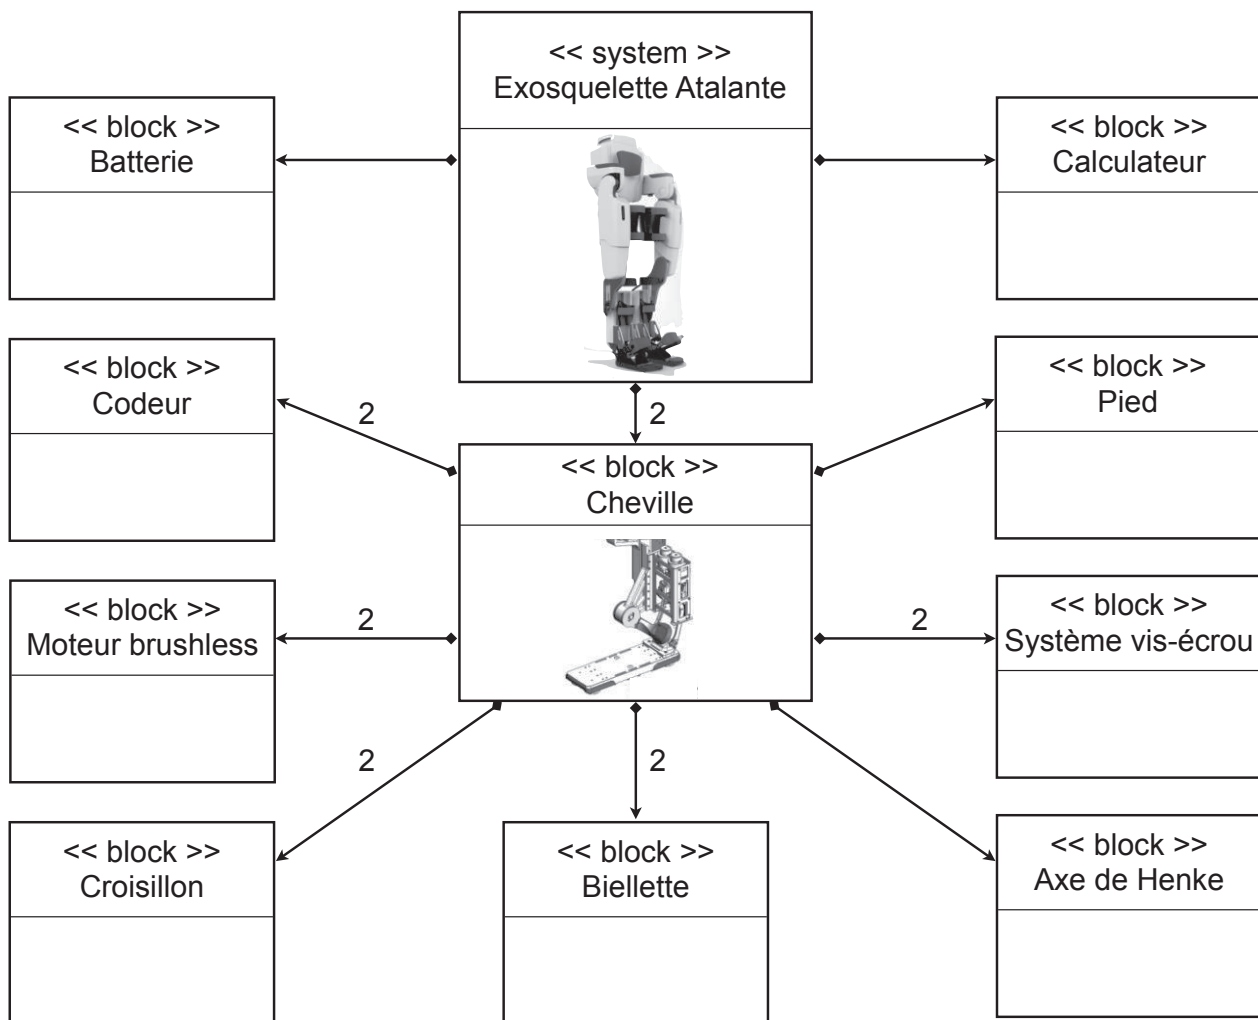 << system >>
Exosquelette Atalante
<< block >>
Batterie
<< block >>
Calculateur
<< block >>
Codeur
2
2
<< block >>
Pied
<< block >>
Cheville
<< block >>
Moteur brushless
2
2
<< block >>
Système vis-écrou
2
2
<< block >>
Croisillon
<< block >>
Biellette
<< block >>
Axe de Henke